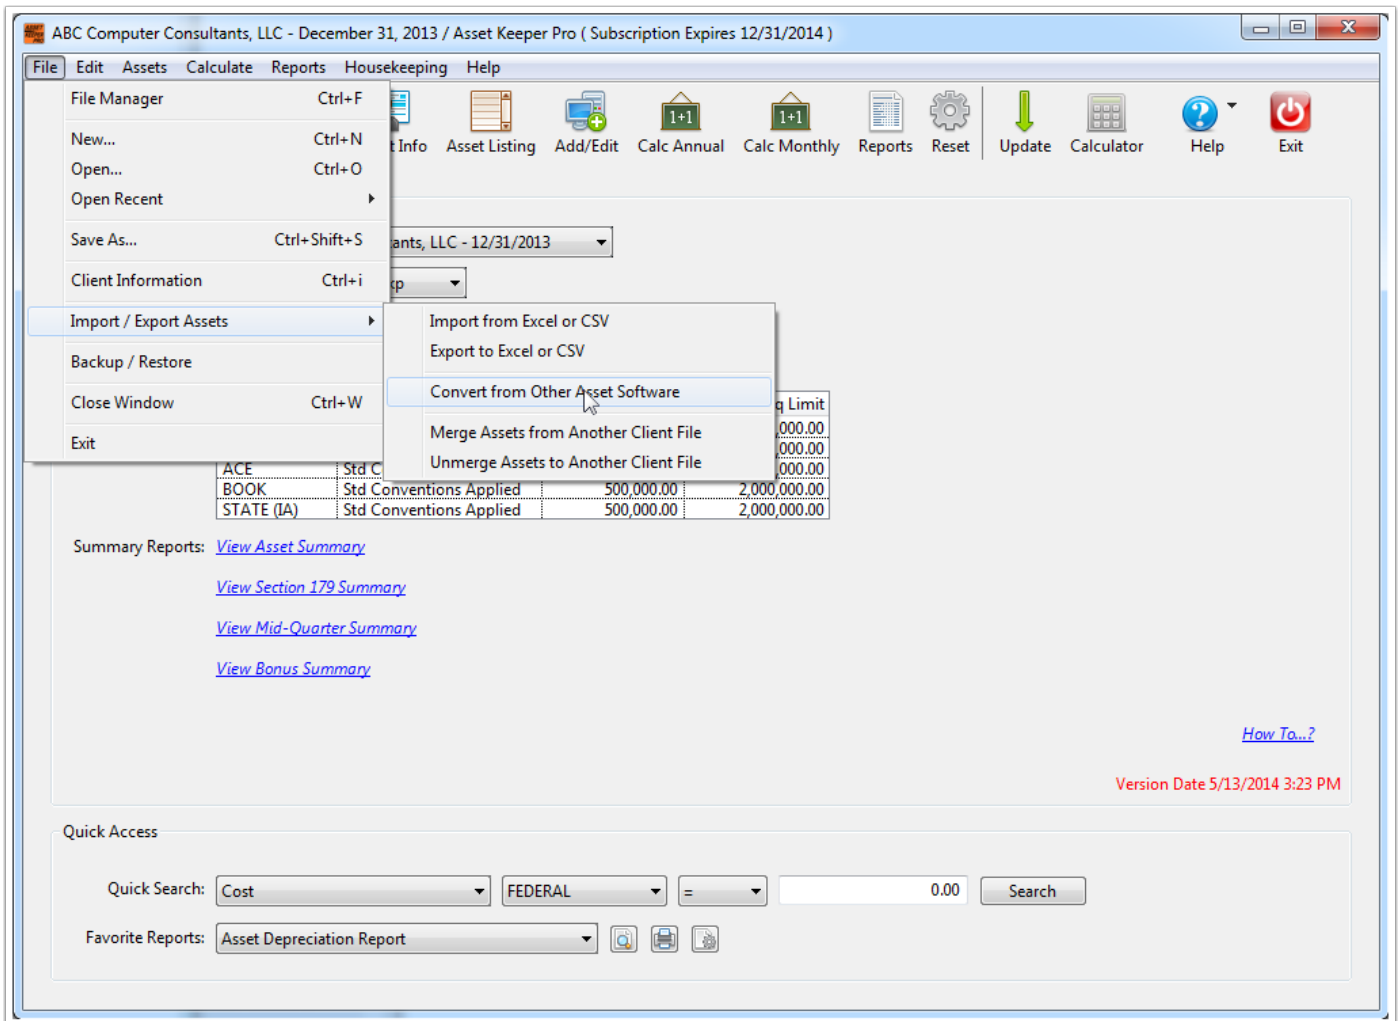 ABC Computer Consultants, LLC - December 31, 2013 / Asset Keeper Pro ( Subscription Expires 12/31/2014 )
File Edit Assets Calculate Reports Housekeeping Help
File Manager Ctrl+F
New... Ctrl+N
Open... Ctrl+O
Open Recent
Save As... Ctrl+Shift+S
Client Information Ctrl+i
Import / Export Assets
Backup / Restore
Close Window Ctrl+W
Exit
Info Asset Listing Add/Edit Calc Annual Calc Monthly Reports Reset Update Calculator Help Exit
LLC - 12/31/2013
Import from Excel or CSV
Export to Excel or CSV
Convert from Other Asset Software
Merge Assets from Another Client File
Unmerge Assets to Another Client File
Limit
,000.00
,000.00
ACE Std ,000.00
BOOK Std Conventions Applied 500,000.00 2,000,000.00
STATE (IA) Std Conventions Applied 500,000.00 2,000,000.00
Summary Reports: View Asset Summary
View Section 179 Summary
View Mid-Quarter Summary
View Bonus Summary
How To...?
Version Date 5/13/2014 3:23 PM
Quick Access
Quick Search: Cost FEDERAL = 0.00 Search
Favorite Reports: Asset Depreciation Report